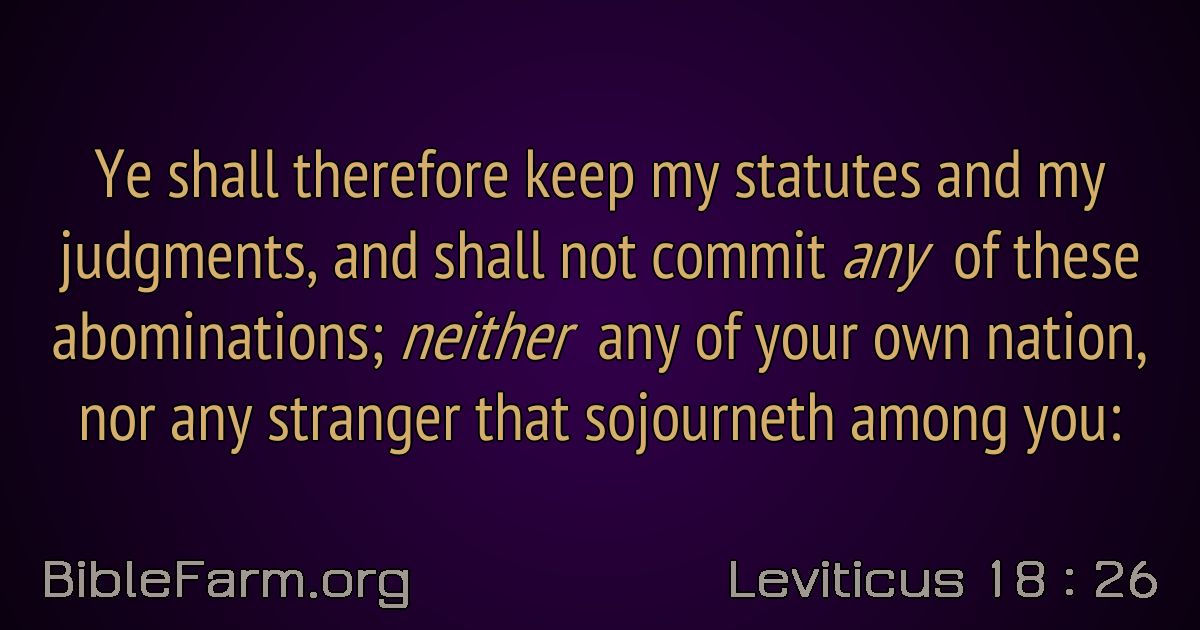 Ye shall therefore keep my statutes and my
judgments, and shall not commit any of these
abominations; neither any of your own nation,
nor any stranger that sojourneth among you:
BibleFarm.org
Leviticus 18 : 26